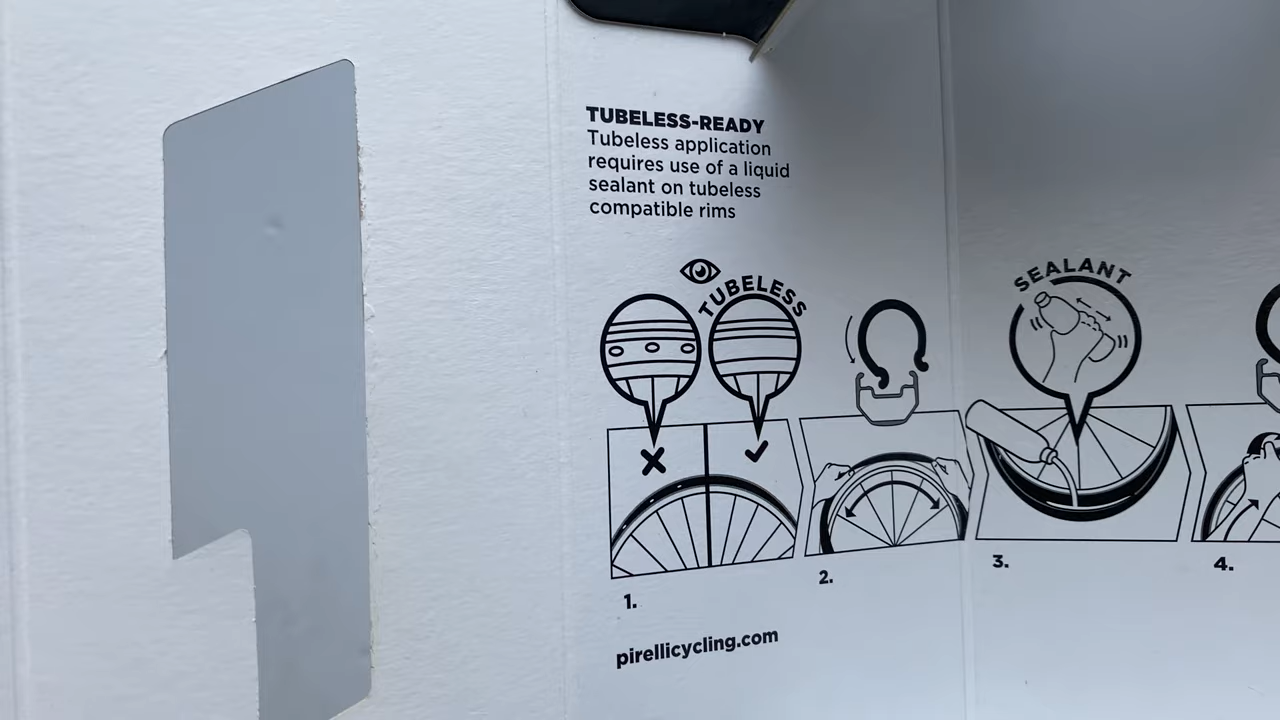 TUBELESS-READY
Tubeless application
requires use of a liquid
sealant on tubeless
compatible rims
TUBELESS
SEALANT
1.
2.
3.
4.
pirellicycling.com